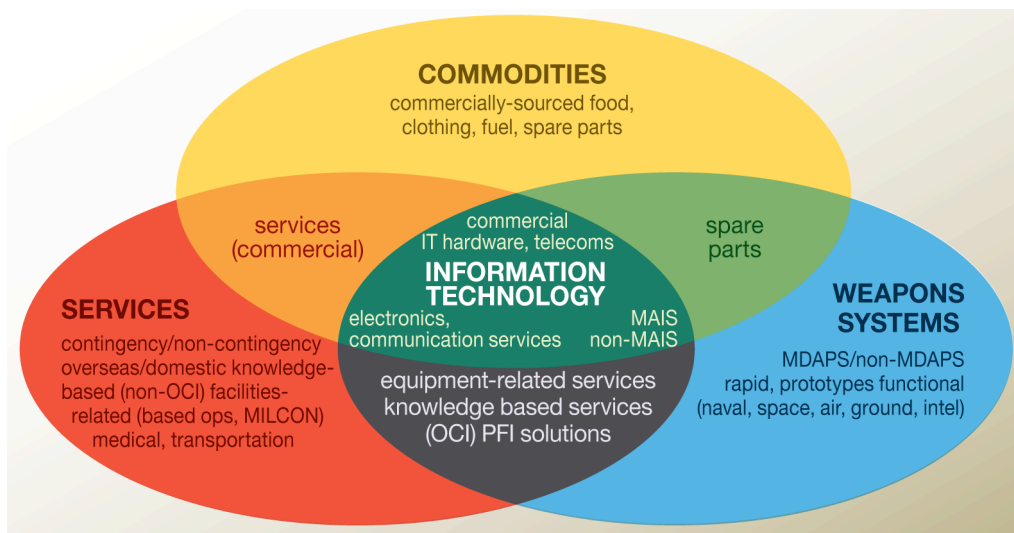 COMMODITIES
commercially-sourced food,
clothing, fuel, spare parts
services
(commercial)
commercial
IT hardware, telecoms
INFORMATION
TECHNOLOGY
electronics,
communication services
MAIS
non-MAIS
spare
parts
SERVICES
contingency/non-contingency
overseas/domestic knowledge-
based (non-OCI) facilities-
related (based ops, MILCON)
medical, transportation
equipment-related services
knowledge based services
(OCI) PFI solutions
WEAPONS
SYSTEMS
MDAPS/non-MDAPS
rapid, prototypes functional
(naval, space, air, ground, intel)